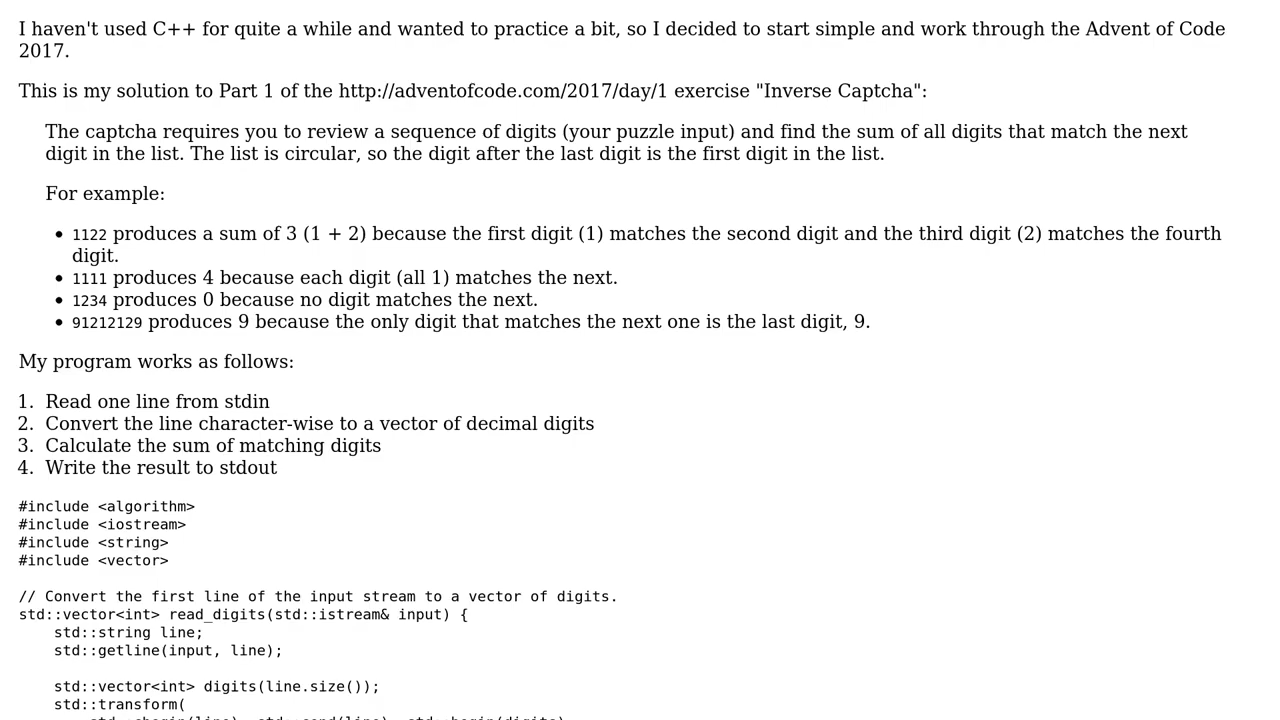 I haven't used C++ for quite a while and wanted to practice a bit, so I decided to start simple and work through the Advent of Code
2017.
This is my solution to Part 1 of the http://adventofcode.com/2017/day/1 exercise "Inverse Captcha":
The captcha requires you to review a sequence of digits (your puzzle input) and find the sum of all digits that match the next
digit in the list. The list is circular, so the digit after the last digit is the first digit in the list.
For example:
• 1122 produces a sum of 3 (1 + 2) because the first digit (1) matches the second digit and the third digit (2) matches the fourth
digit.
• 1111 produces 4 because each digit (all 1) matches the next.
• 1234 produces 0 because no digit matches the next.
• 91212129 produces 9 because the only digit that matches the next one is the last digit, 9.
My program works as follows:
1. Read one line from stdin
2. Convert the line character-wise to a vector of decimal digits
3. Calculate the sum of matching digits
4. Write the result to stdout
#include <algorithm>
#include <iostream>
#include <string>
#include <vector>
// Convert the first line of the input stream to a vector of digits.
std::vector<int> read_digits(std::istream& input) {
    std::string line;
    std::getline(input, line);
    std::vector<int> digits(line.size());
    std::transform(
        std::begin(line), std::end(line), std::begin(digits),